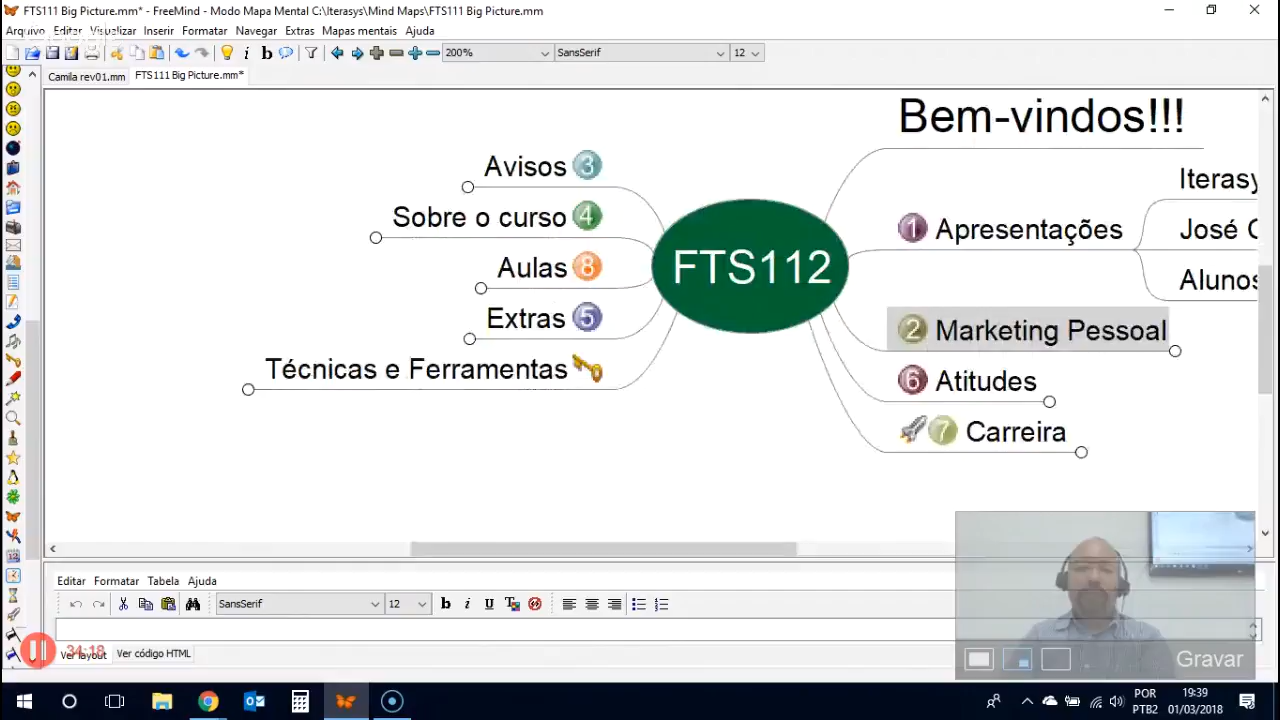 FTS111 Big Picture.mm* - FreeMind - Modo Mapa Mental C:\Iterasys\Mind Maps\FTS111 Big Picture.mm
Arquivo Editar Visualizar Inserir Formatar Navegar Extras Mapas mentais Ajuda
200% SansSerif 12
Camila rev01.mm FTS111 Big Picture.mm*
Bem-vindos!!!
Avisos 3
Iterasy
Sobre o curso 4
1 Apresentações
José C
FTS112
Aulas 8
Alunos
Extras 5
2 Marketing Pessoal
Técnicas e Ferramentas
6 Atitudes
7 Carreira
Editar Formatar Tabela Ajuda
SansSerif 12 b i U
34:18
Ver layout Ver código HTML
Gravar
POR 19:39
PTB2 01/03/2018